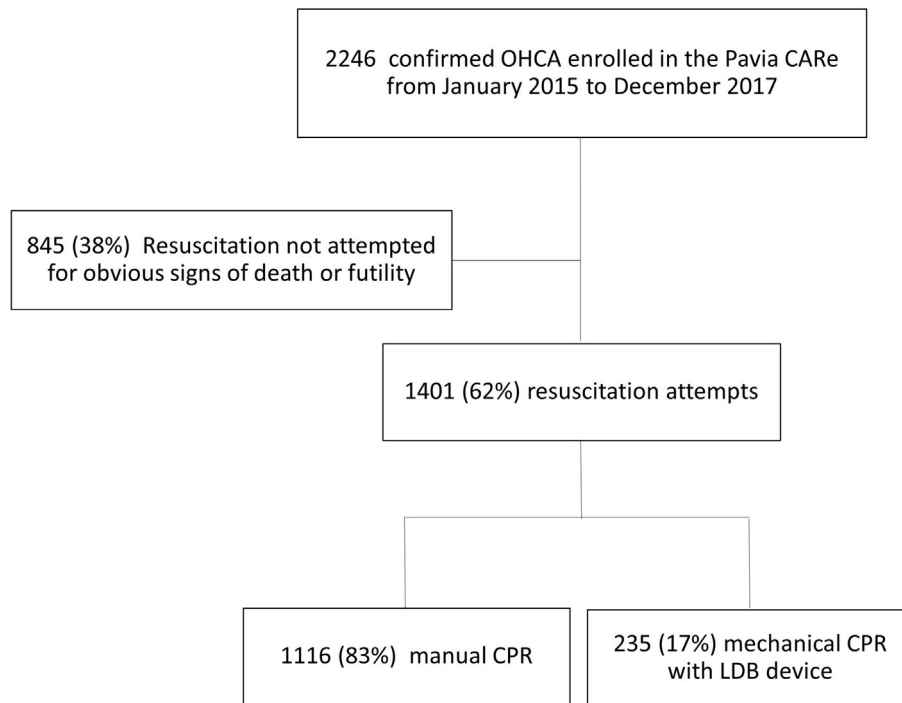 2246 confirmed OHCA enrolled in the Pavia CARe
from January 2015 to December 2017
845 (38%) Resuscitation not attempted
for obvious signs of death or futility
1401 (62%) resuscitation attempts
1116 (83%) manual CPR
235 (17%) mechanical CPR
with LDB device